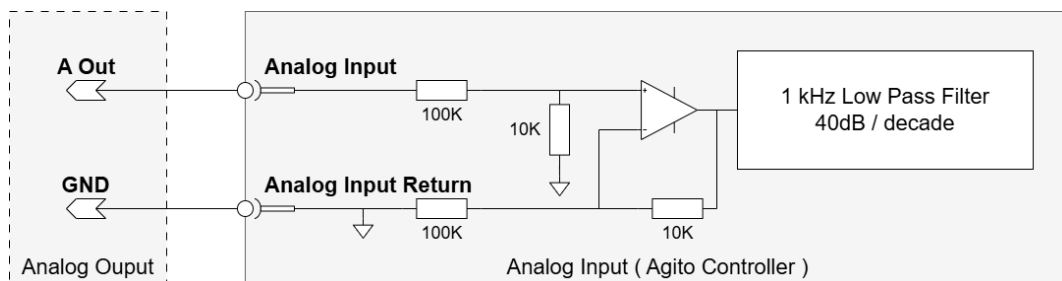 A Out
Analog Input
100K
10K
1 kHz Low Pass Filter
40dB / decade
+
-
GND
Analog Input Return
100K
10K
Analog Ouput
Analog Input ( Agito Controller )